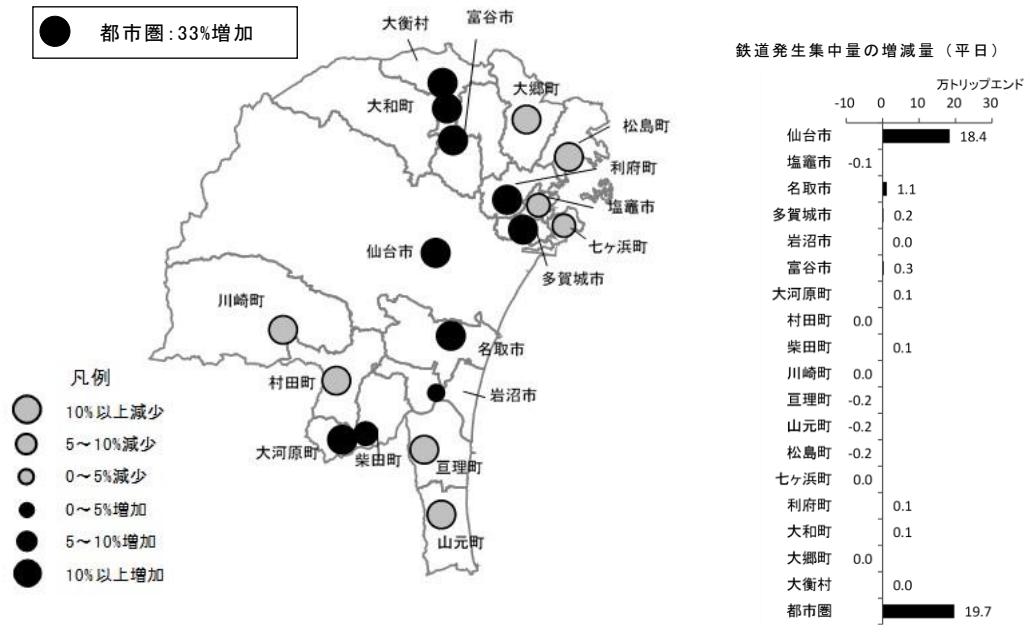 都市圏:33%増加
大衡村
富谷市
大和町
大郷町
松島町
利府町
塩竈市
七ヶ浜町
仙台市
多賀城市
川崎町
名取市
村田町
岩沼市
大河原町
柴田町
亘理町
山元町
凡例
10%以上減少
5~10%減少
0~5%減少
0~5%増加
5~10%増加
10%以上増加
鉄道発生集中量の増減量(平日)
万トリップエンド
-10 0 10 20 30
仙台市 18.4
塩竈市 -0.1
名取市 1.1
多賀城市 0.2
岩沼市 0.0
富谷市 0.3
大河原町 0.1
村田町 0.0
柴田町 0.1
川崎町 0.0
亘理町 -0.2
山元町 -0.2
松島町 -0.2
七ヶ浜町 0.0
利府町 0.1
大和町 0.1
大郷町 0.0
大衡村 0.0
都市圏 19.7